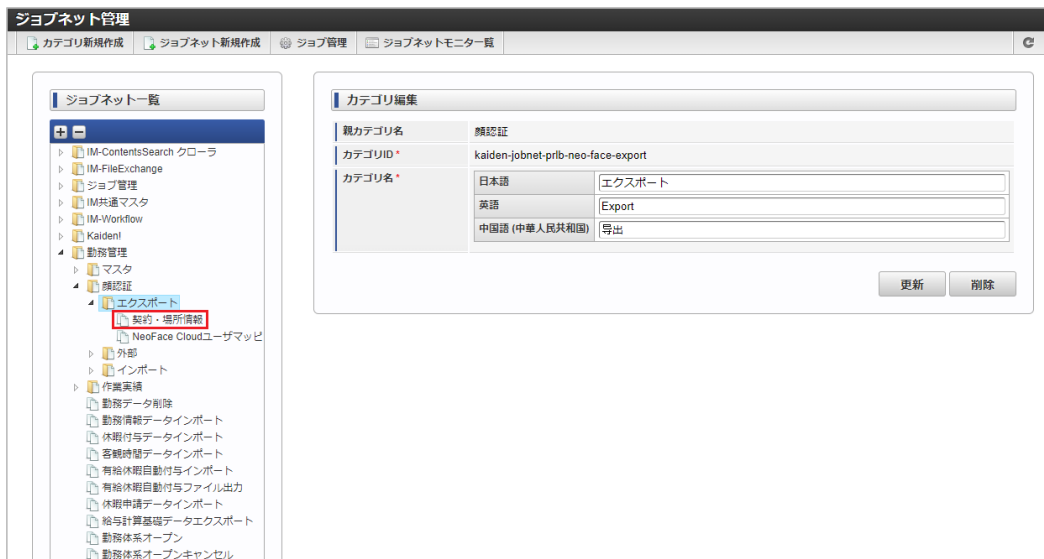 ジョブネット管理
カテゴリ新規作成 ジョブネット新規作成 ジョブ管理 ジョブネットモニター覧
ジョブネット一覧
IM-ContentsSearch クローラ
IM-FileExchange
ジョブ管理
IM共通マスタ
IM-Workflow
Kaiden!
勤務管理
マスタ
顔認証
エクスポート
契約・場所情報
NeoFace Cloudユーザマッピ
外部
インポート
作業実績
勤務データ削除
勤務情報データインポート
休暇付与データインポート
客観時間データインポート
有給休暇自動付与インポート
有給休暇自動付与ファイル出力
休暇申請データインポート
給与計算基礎データエクスポート
勤務体系オープン
勤務体系オープンキャンセル
カテゴリ編集
親カテゴリ名 顔認証
カテゴリID * kaiden-jobnet-prlb-neo-face-export
カテゴリ名 * 日本語 エクスポート
英語 Export
中国語 (中華人民共和国) 导出
更新 削除